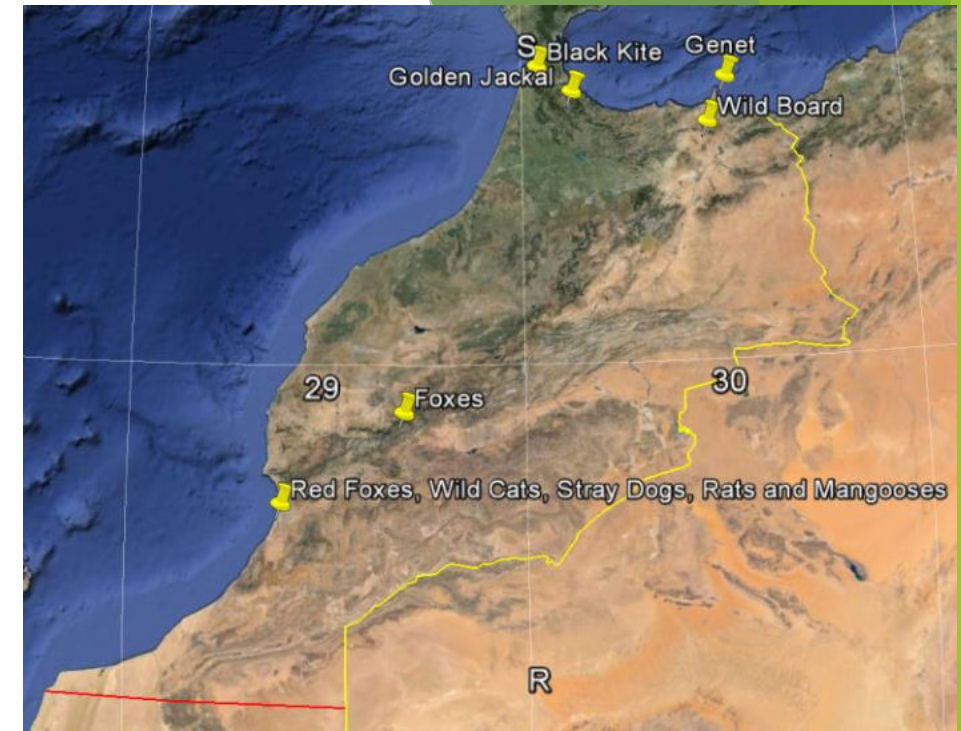 S Black Kite
Genet
Golden Jackal
Wild Board
29
30
Foxes
Red Foxes, Wild Cats, Stray Dogs, Rats and Mangooses
R